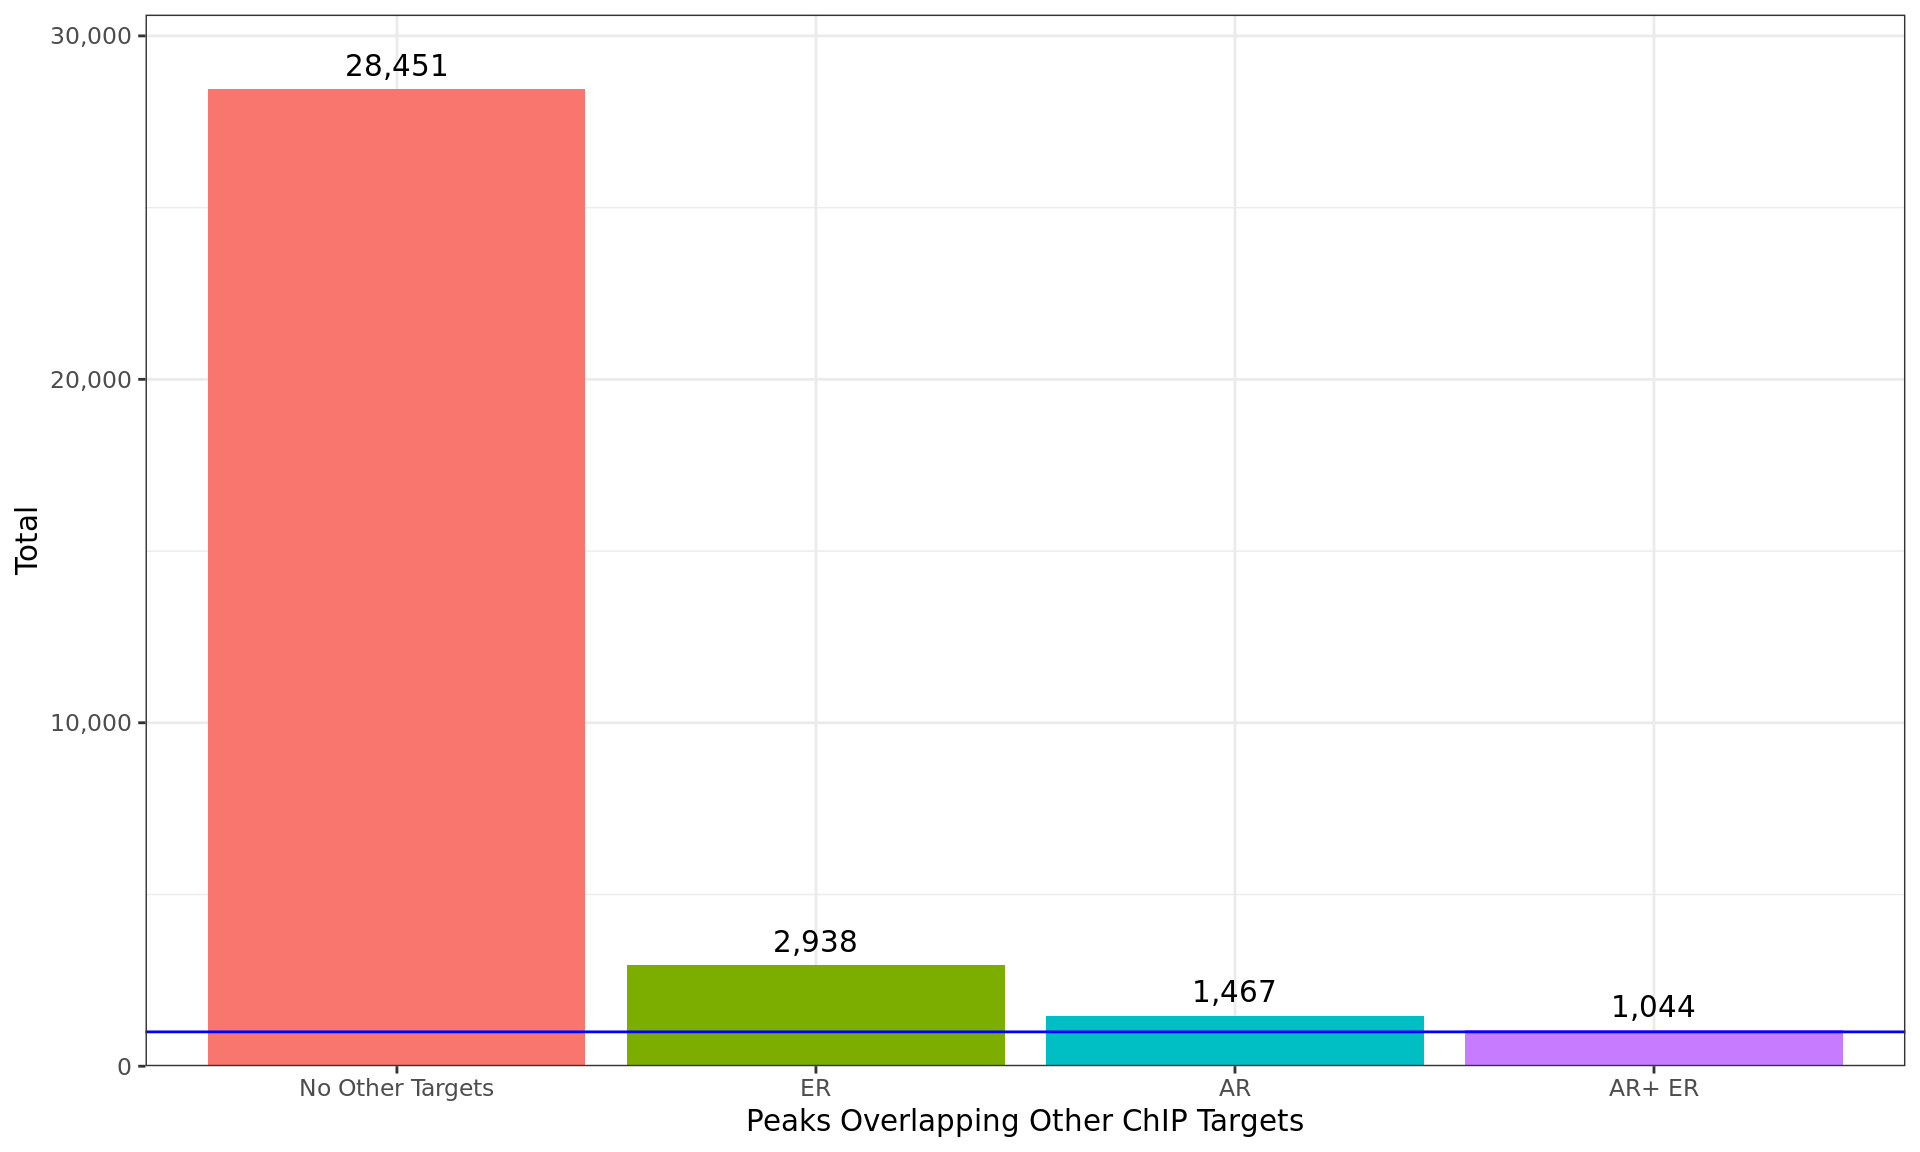 30,000
28,451
20,000
Total
10,000
2,938
1,467
1,044
0
No Other Targets
ER
AR
AR+ ER
Peaks Overlapping Other ChIP Targets